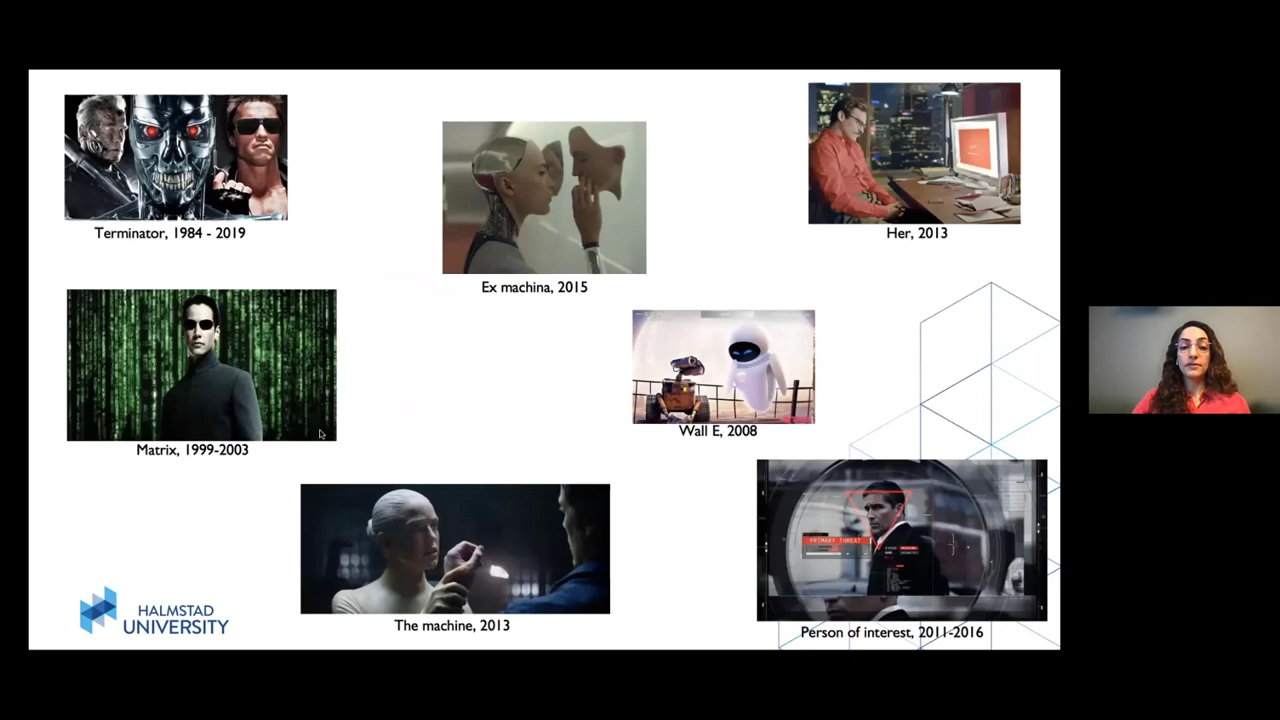 Terminator, 1984 - 2019
Ex machina, 2015
Her, 2013
Matrix, 1999-2003
Wall E, 2008
PRIMARY THREAT
The machine, 2013
Person of interest, 2011-2016
HALMSTAD
UNIVERSITY